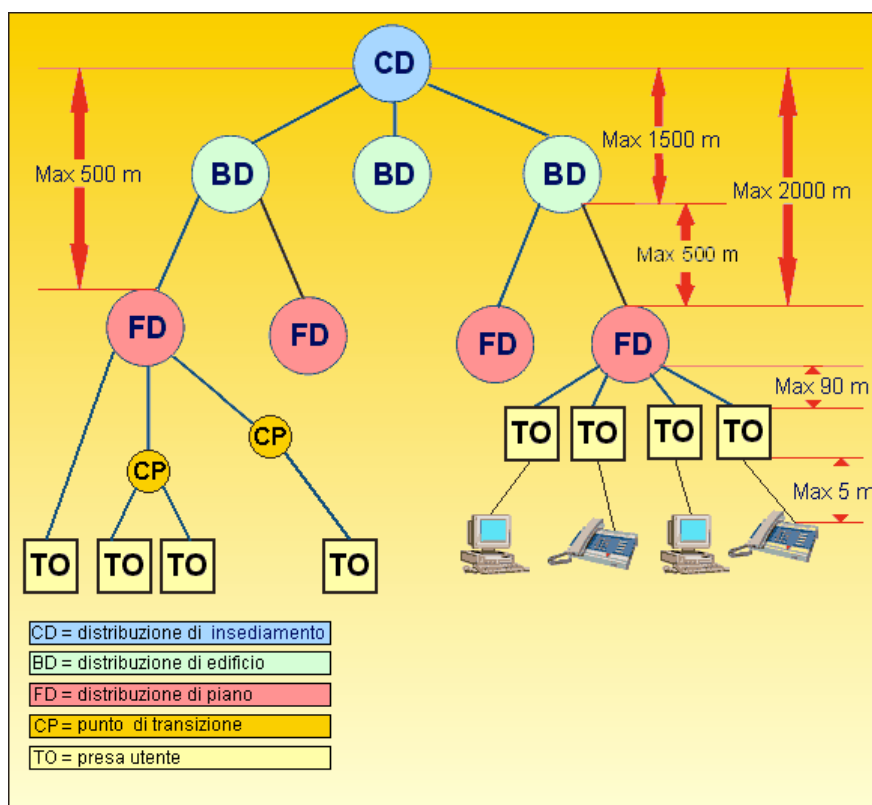 CD
Max 500 m
Max 1500 m
BD
BD
BD
Max 2000 m
Max 500 m
FD
FD
FD
FD
Max 90 m
TO
TO
TO
TO
CP
CP
Max 5 m
TO
TO
TO
TO
CD = distribuzione di insediamento
BD = distribuzione di edificio
FD = distribuzione di piano
CP = punto di transizione
TO = presa utente